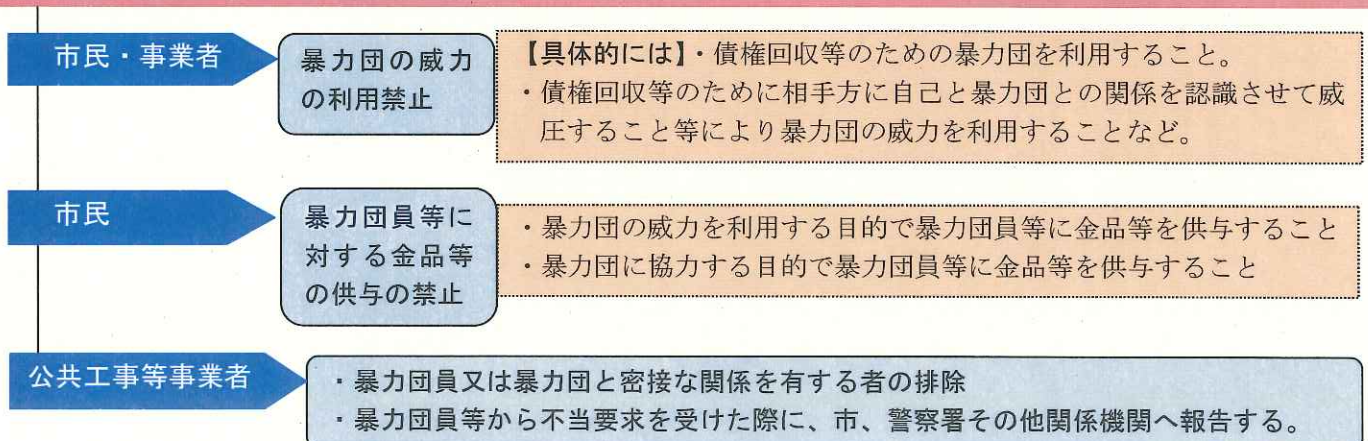 市民・事業者
暴力団の威力
の利用禁止
【具体的には】・債権回収等のための暴力団を利用すること。
・債権回収等のために相手方に自己と暴力団との関係を認識させて威
圧すること等により暴力団の威力を利用することなど。
市民
暴力団員等に
対する金品等
の供与の禁止
・暴力団の威力を利用する目的で暴力団員等に金品等を供与すること
・暴力団に協力する目的で暴力団員等に金品等を供与すること
公共工事等事業者
・暴力団員又は暴力団と密接な関係を有する者の排除
・暴力団員等から不当要求を受けた際に、市、警察署その他関係機関へ報告する。